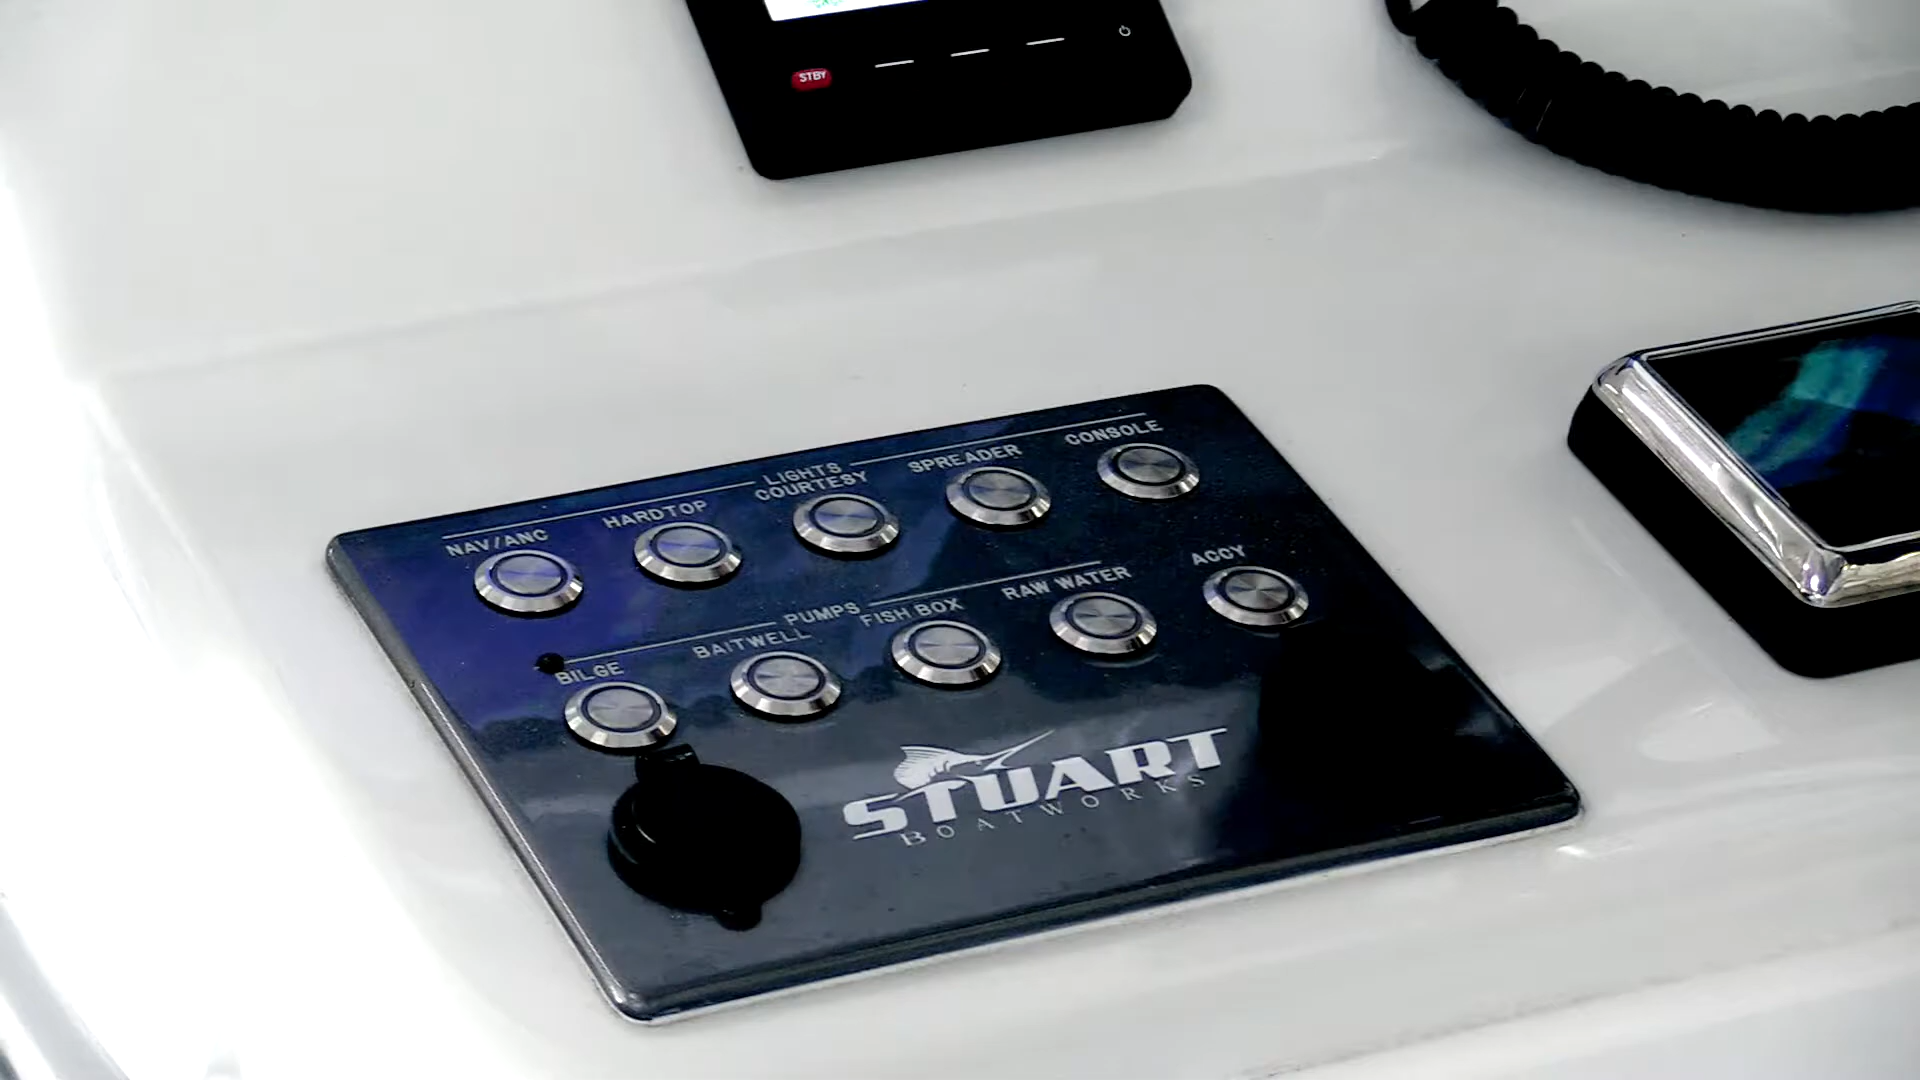 STBY
LIGHTS
NAV/ANC HARDTOP COURTESY SPREADER CONSOLE
PUMPS
BILGE BAITWELL FISH BOX RAW WATER ACCY
STUART
BOATWORKS